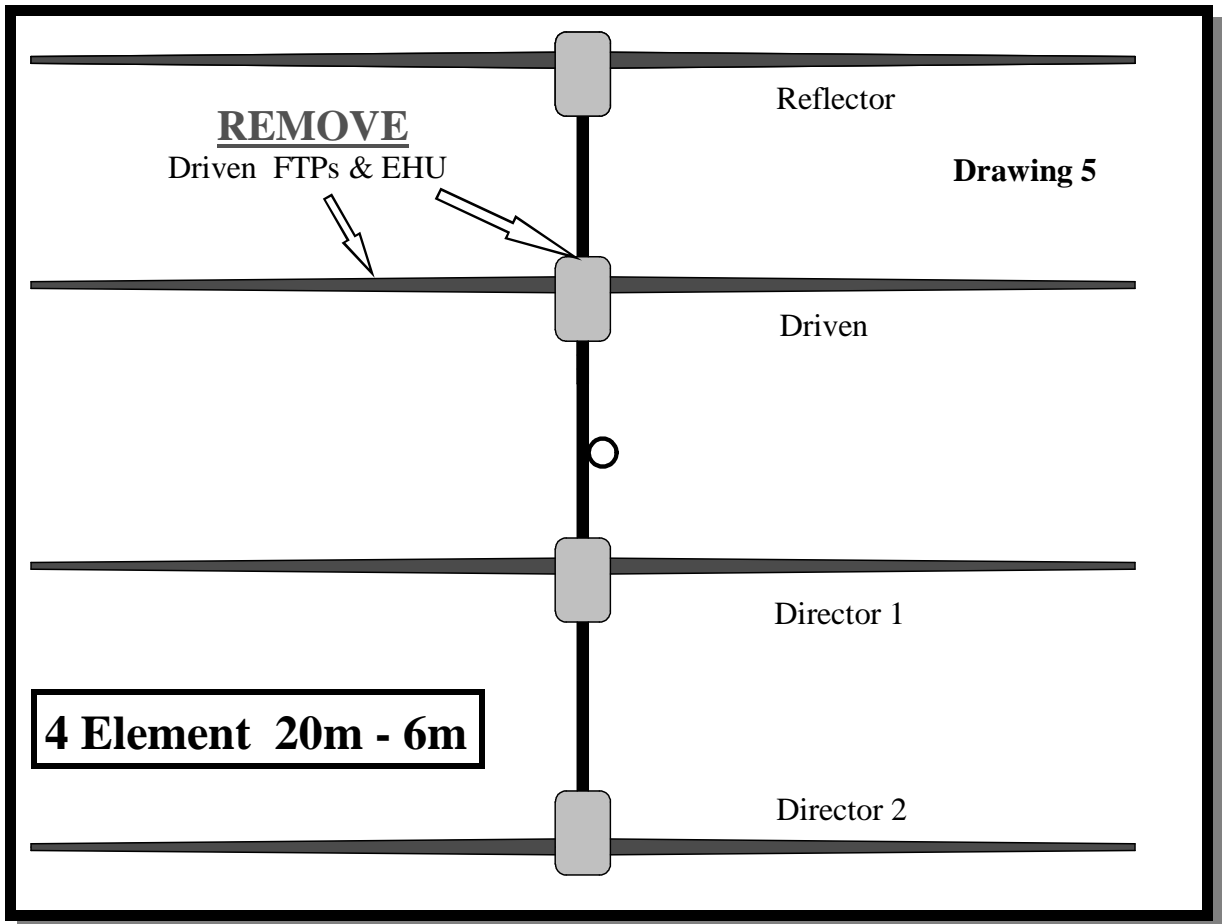 Reflector
REMOVE
Driven FTPs & EHU
Drawing 5
Driven
Director 1
4 Element 20m - 6m
Director 2